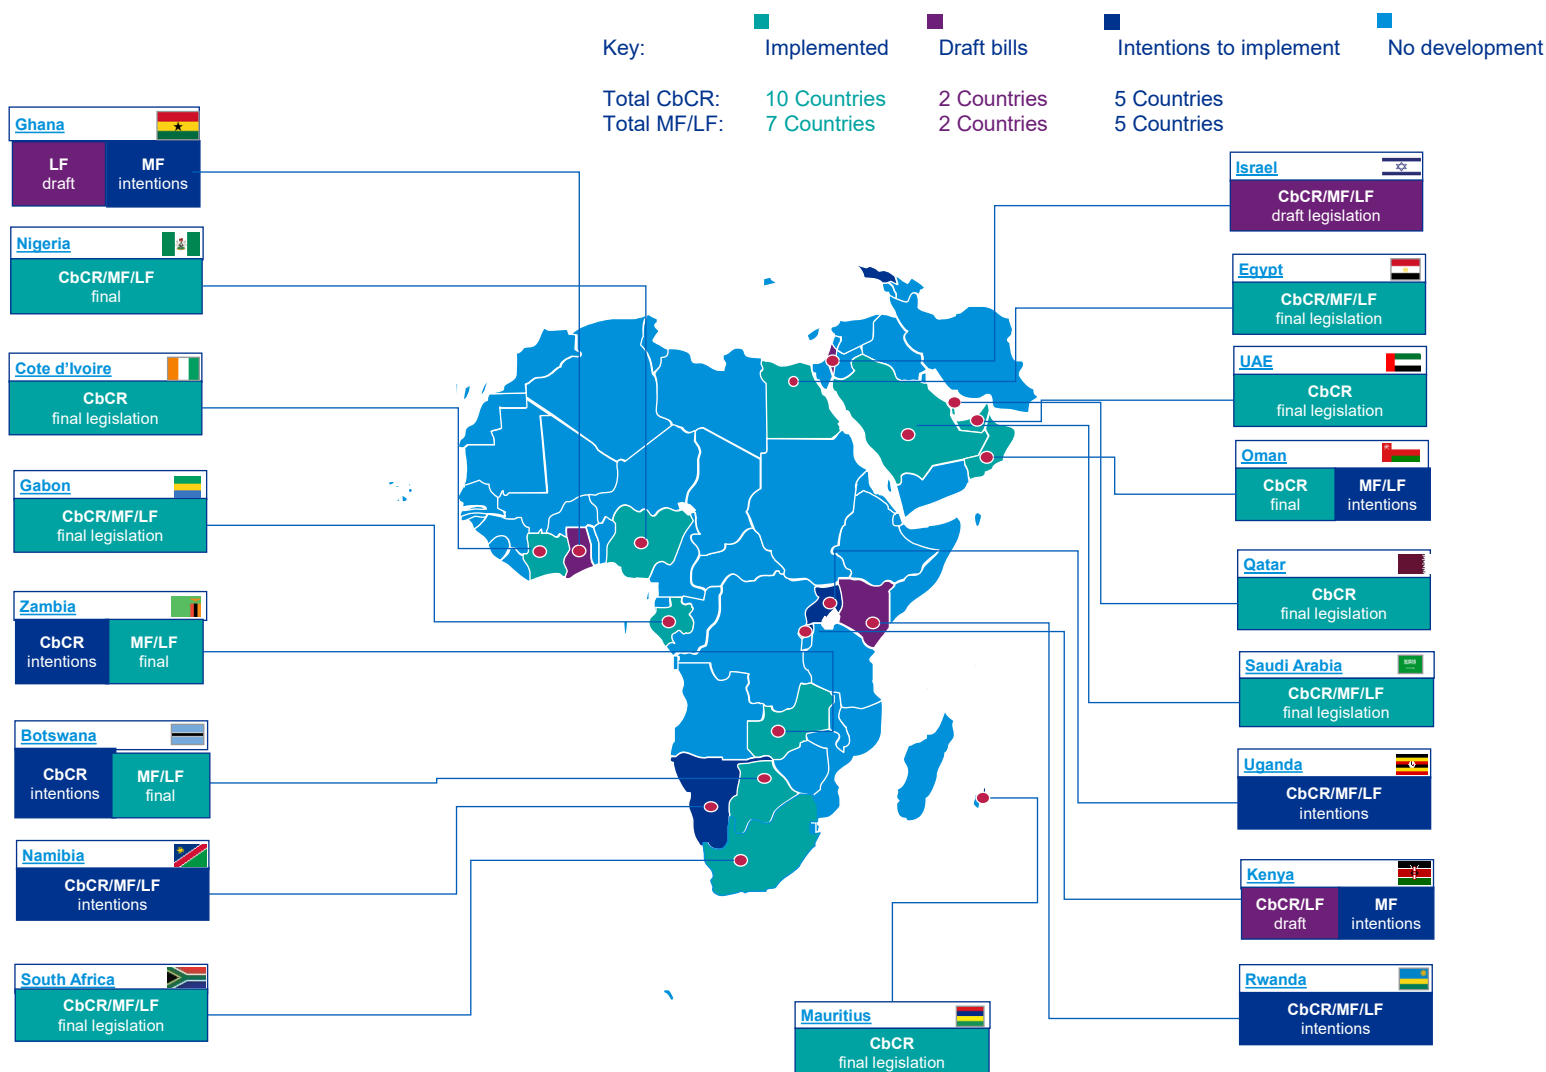 Key: Implemented Draft bills Intentions to implement No development
Total CbCR: 10 Countries 2 Countries 5 Countries
Total MF/LF: 7 Countries 2 Countries 5 Countries
Ghana
LF
draft
MF
intentions
Nigeria
CbCR/MF/LF
final
Cote d'Ivoire
CbCR
final legislation
Gabon
CbCR/MF/LF
final legislation
Zambia
CbCR
intentions
MF/LF
final
Botswana
CbCR
intentions
MF/LF
final
Namibia
CbCR/MF/LF
intentions
South Africa
CbCR/MF/LF
final legislation
Israel
CbCR/MF/LF
draft legislation
Egypt
CbCR/MF/LF
final legislation
UAE
CbCR
final legislation
Oman
CbCR
final
MF/LF
intentions
Qatar
CbCR
final legislation
Saudi Arabia
CbCR/MF/LF
final legislation
Uganda
CbCR/MF/LF
intentions
Kenya
CbCR/LF
draft
MF
intentions
Rwanda
CbCR/MF/LF
intentions
Mauritius
CbCR
final legislation